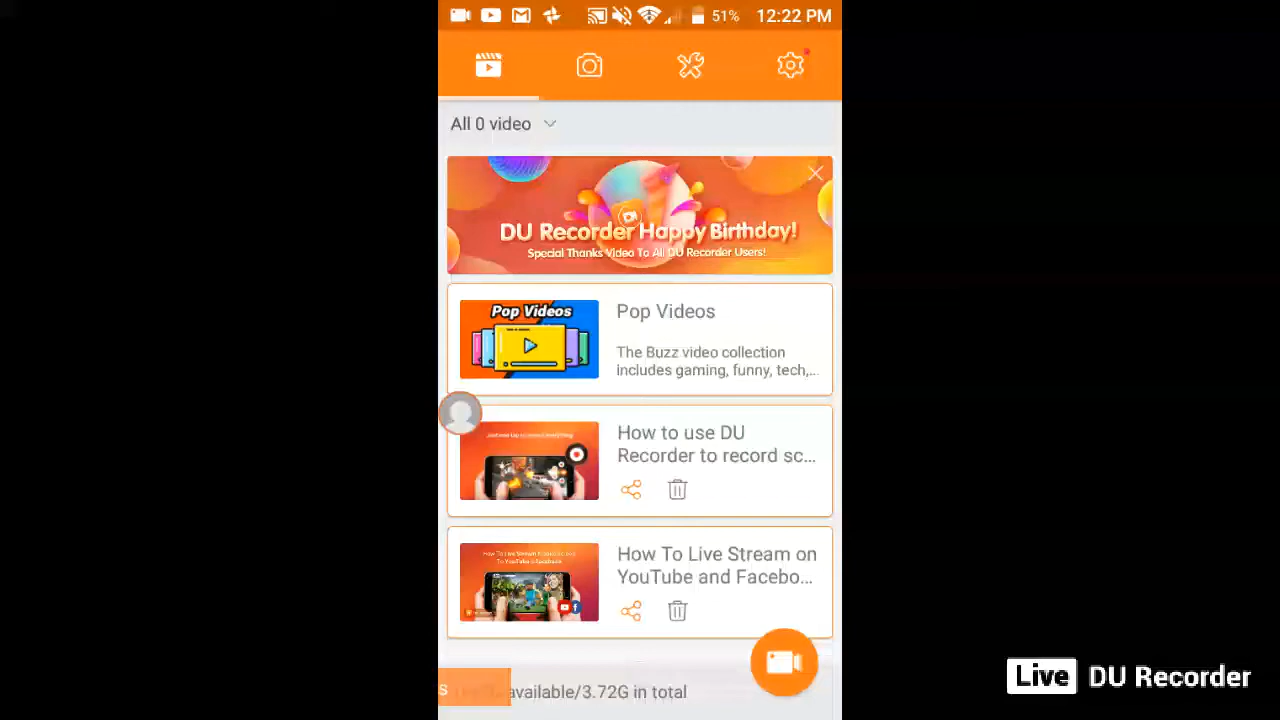 51% 12:22 PM
All 0 video
DU Recorder Happy Birthday!
Special Thanks Video To All DU Recorder Users!
Pop Videos
Pop Videos
The Buzz video collection
includes gaming, funny, tech,...
How to use DU
Recorder to record sc...
How To Live Stream on
YouTube and Facebo...
available/3.72G in total
Live DU Recorder